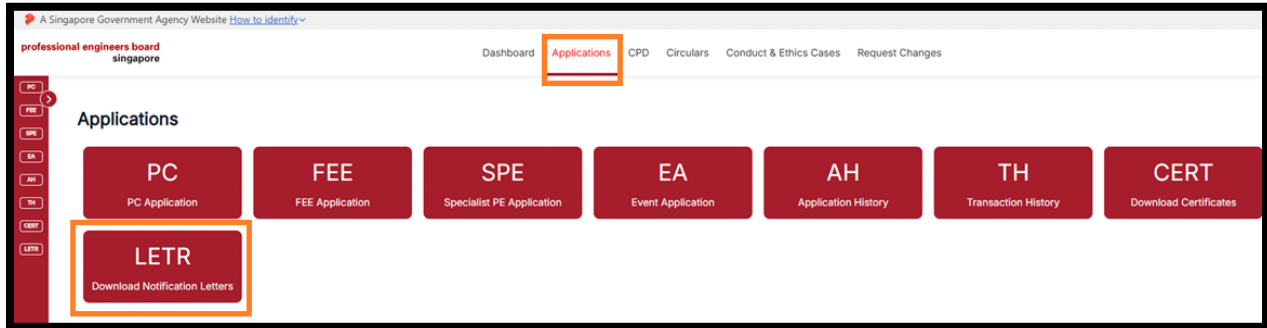 A Singapore Government Agency Website How to identify
professional engineers board
singapore
Dashboard Applications CPD Circulars Conduct & Ethics Cases Request Changes
PC
FEE
SPE
EA
AH
TH
CERT
LETR
Applications
PC FEE SPE EA AH TH CERT
PC Application FEE Application Specialist PE Application Event Application Application History Transaction History Download Certificates
LETR
Download Notification Letters